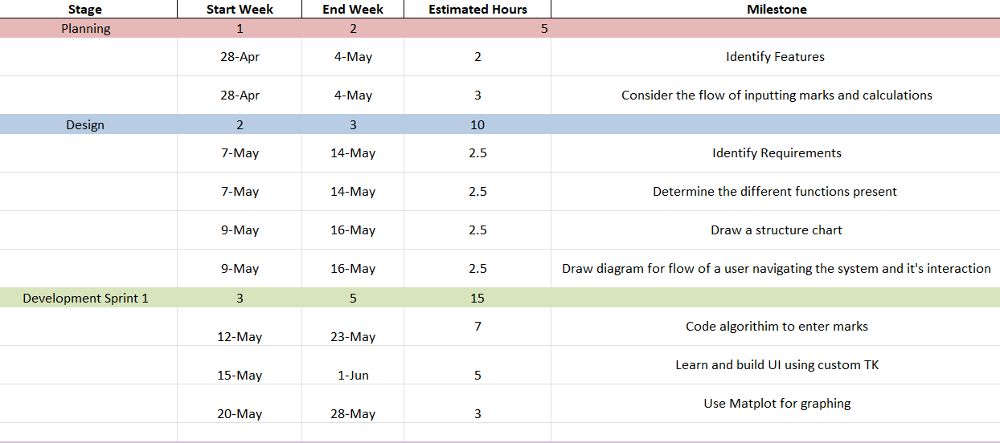 Stage Start Week End Week Estimated Hours Milestone
Planning 1 2 5
28-Apr 4-May 2 Identify Features
28-Apr 4-May 3 Consider the flow of inputting marks and calculations
Design 2 3 10
7-May 14-May 2.5 Identify Requirements
7-May 14-May 2.5 Determine the different functions present
9-May 16-May 2.5 Draw a structure chart
9-May 16-May 2.5 Draw diagram for flow of a user navigating the system and it's interaction
Development Sprint 1 3 5 15
12-May 23-May 7 Code algorithim to enter marks
15-May 1-Jun 5 Learn and build UI using custom TK
20-May 28-May 3 Use Matplot for graphing